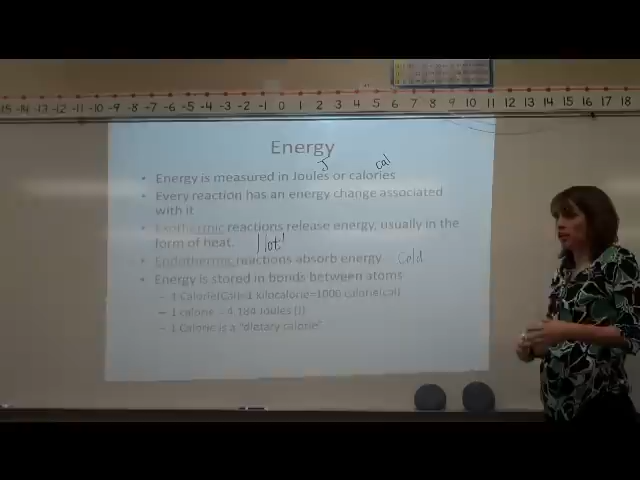 -15 -14 -13 -12 -11 -10 -9 -8 -7 -6 -5 -4 -3 -2 -1 0 1 2 3 4 5 6 7 8 9 10 11 12 13 14 15 16 17 18
Energy
J cal
• Energy is measured in Joules or calories
• Every reaction has an energy change associated
with it
• Exothermic reactions release energy, usually in the
form of heat. Hot!
• Endothermic reactions absorb energy cold
• Energy is stored in bonds between atoms
– 1 Calorie(Cal)=1 kilocalorie=1000 calorie(cal)
– 1 calorie = 4.184 Joules (J)
– 1 Calorie is a "dietary calorie"